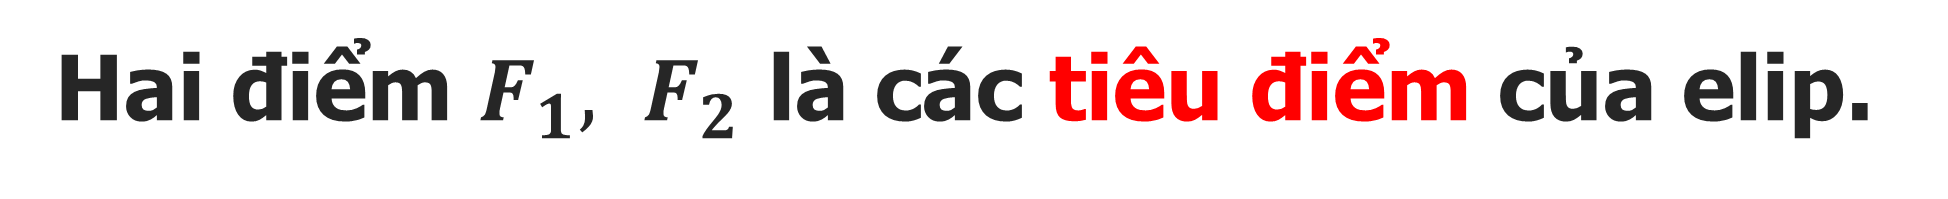 Hai điểm F₁, F₂ là các tiêu điểm của elip.